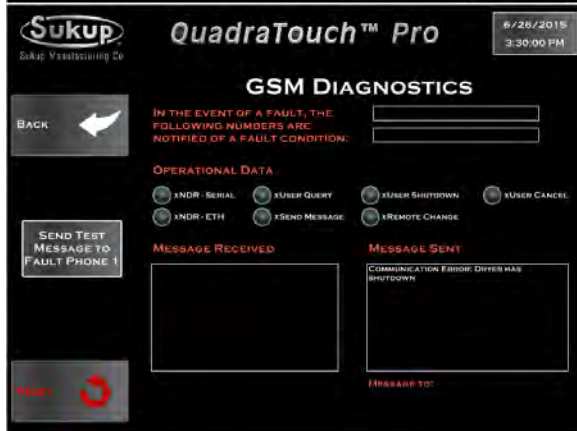 Sukup
Sukup Manufacturing Co
QuadraTouch™ Pro
6/26/2015
3:30:00 PM
GSM Diagnostics
Back
In the event of a fault, the
following numbers are
notified of a fault condition:
Operational Data
xNDR - Serial
xUser Query
xUser Shutdown
xUser Cancel
xNDR - ETH
xSend Message
xRemote Change
Send Test
Message to
Fault Phone 1
Message Received
Message Sent
Communication Error: Dryer has
shutdown
Message to:
Reset